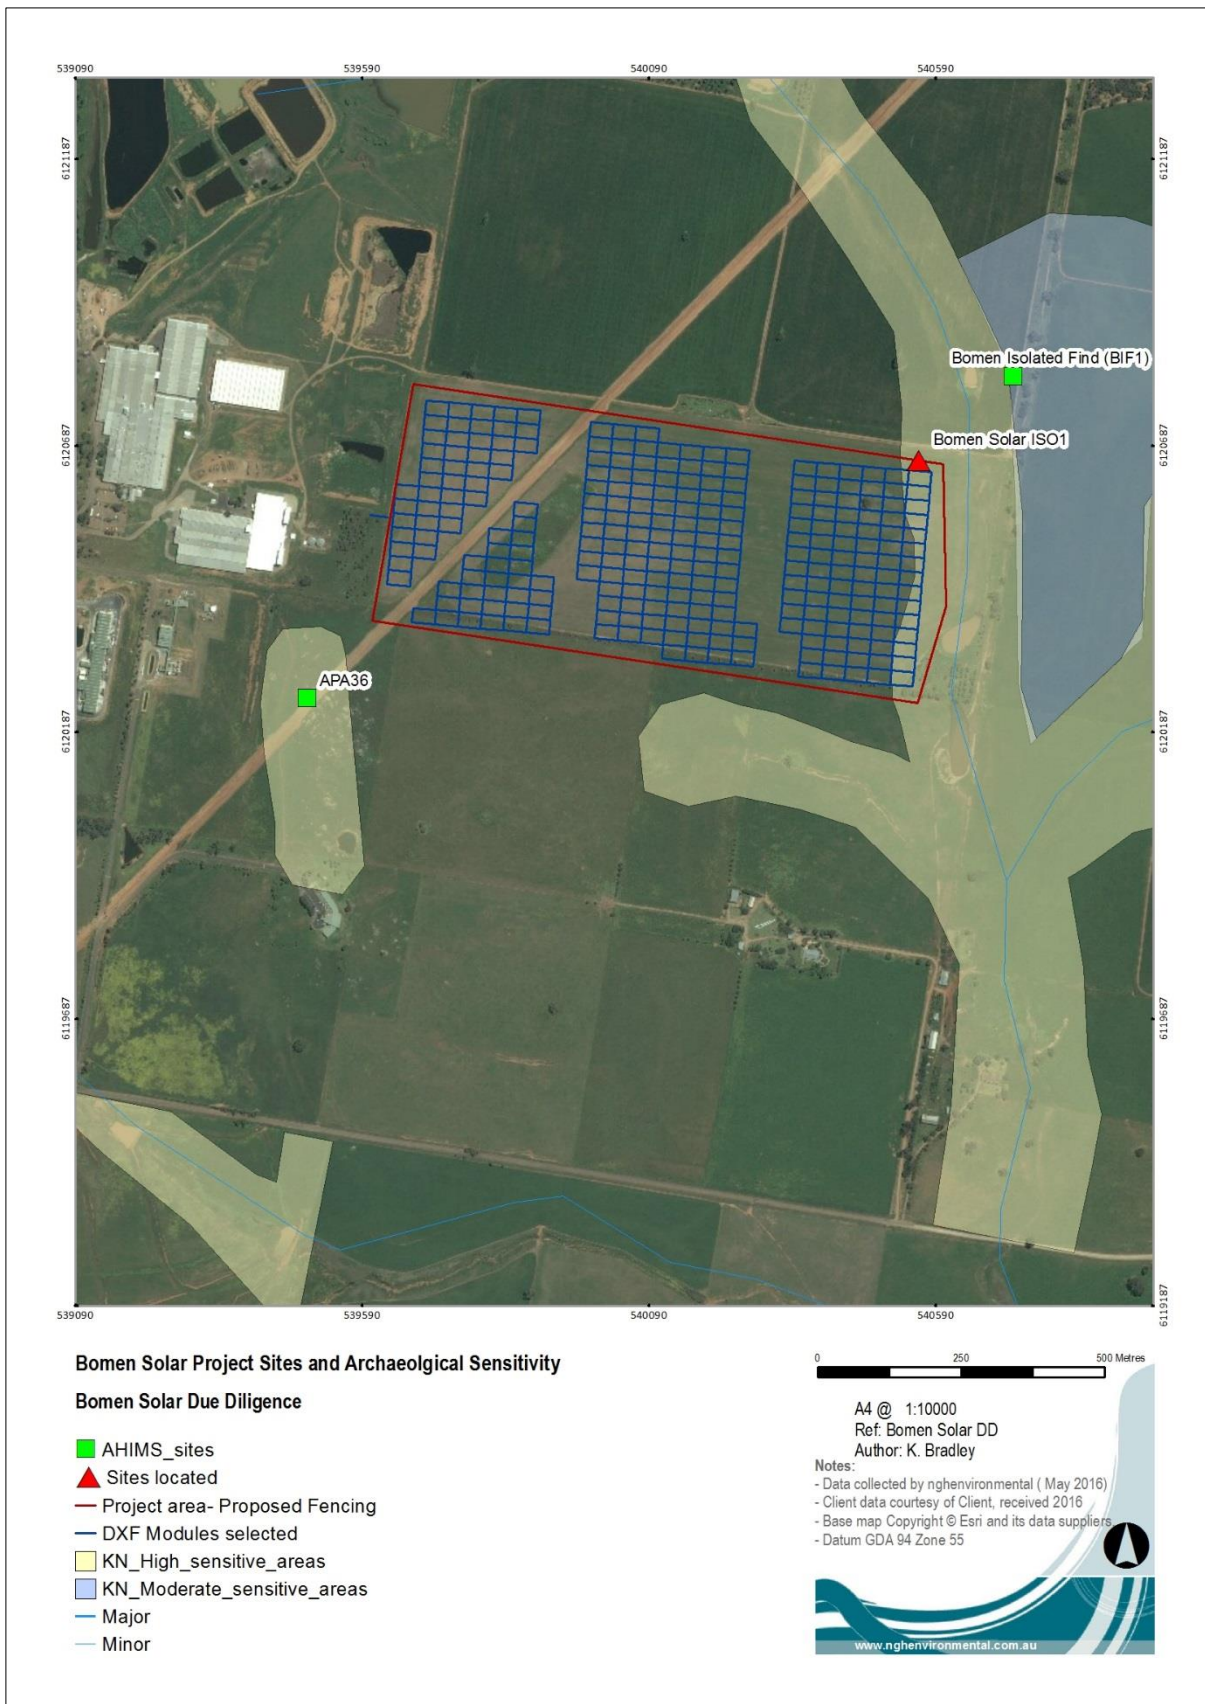 539090 539590 540090 540590
6121187 6121187
Bomen Isolated Find (BIF1)
6120687 Bomen Solar ISO1 6120687
APA36
6120187 6120187
6119687 6119687
6119187
539090 539590 540090 540590
Bomen Solar Project Sites and Archaeolgical Sensitivity
Bomen Solar Due Diligence
AHIMS_sites
Sites located
Project area- Proposed Fencing
DXF Modules selected
KN_High_sensitive_areas
KN_Moderate_sensitive_areas
Major
Minor
0 250 500 Metres
A4 @ 1:10000
Ref: Bomen Solar DD
Author: K. Bradley
Notes:
- Data collected by nghenvironmental ( May 2016)
- Client data courtesy of Client, received 2016
- Base map Copyright © Esri and its data suppliers
- Datum GDA 94 Zone 55
www.nghenvironmental.com.au